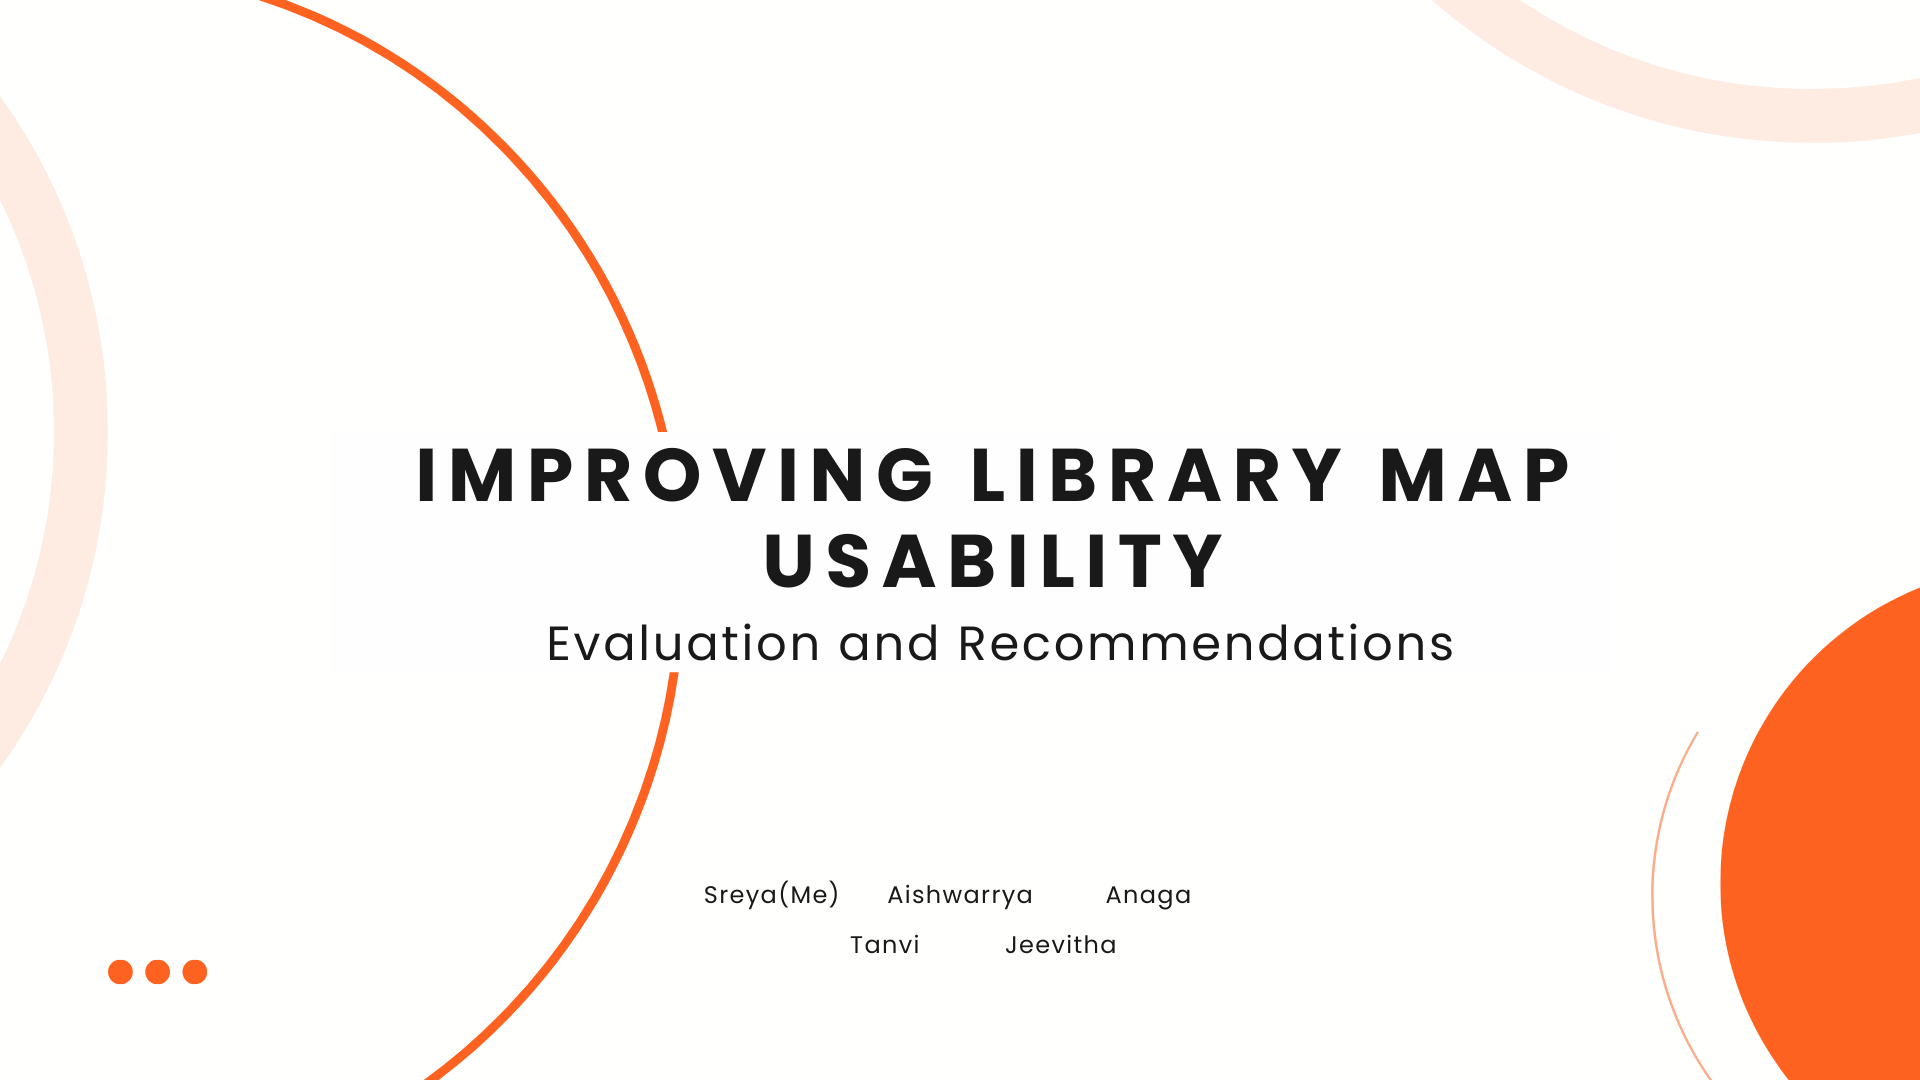 IMPROVING LIBRARY MAP
USABILITY
Evaluation and Recommendations
Sreya(Me) Aishwarrya Anaga
Tanvi Jeevitha